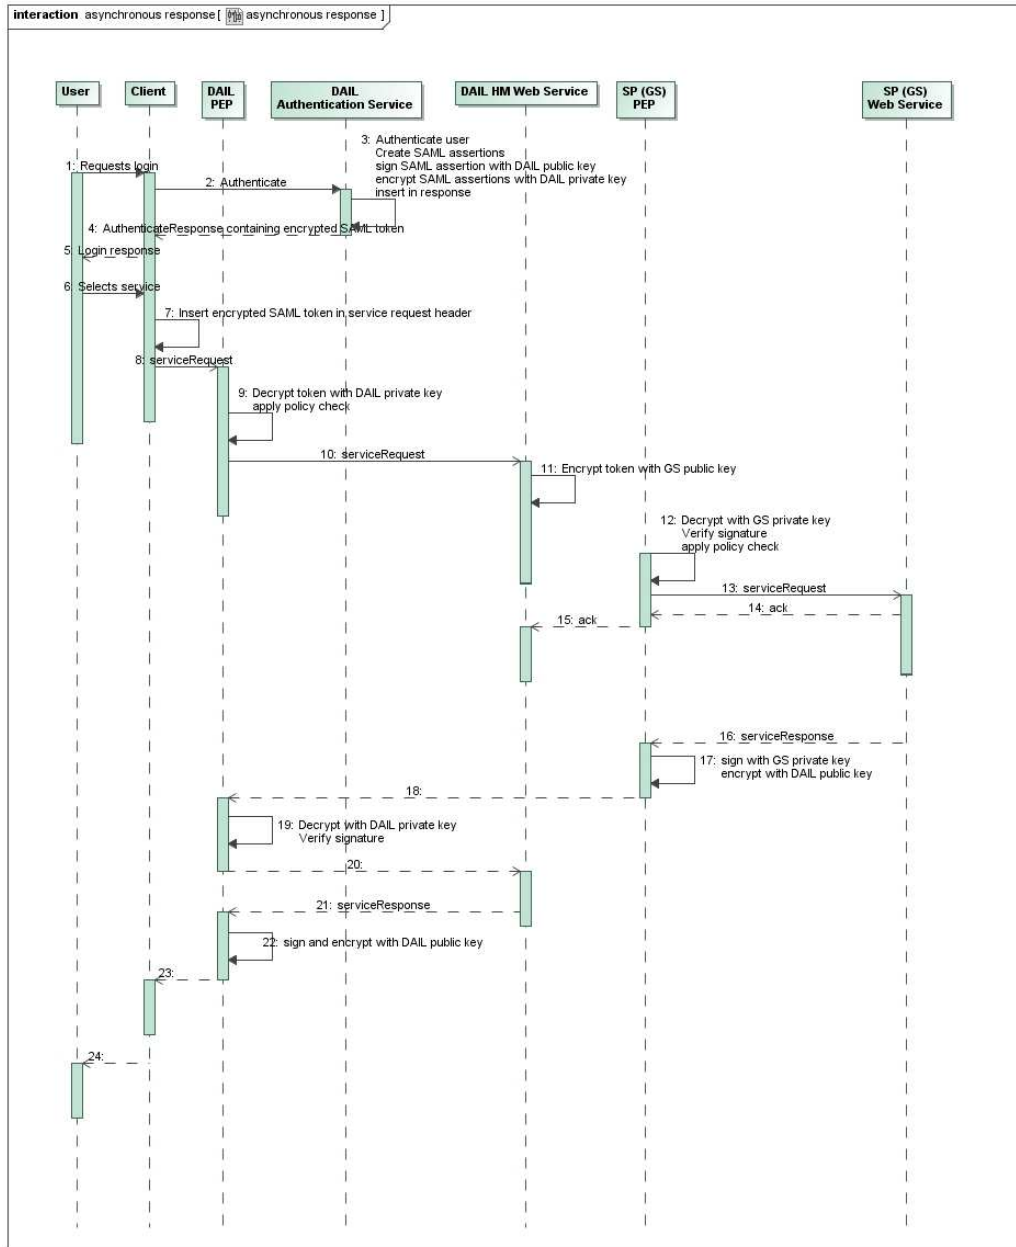 interaction asynchronous response [ asynchronous response ]
User
Client
DAIL
PEP
DAIL
Authentication Service
DAIL HM Web Service
SP (GS)
PEP
SP (GS)
Web Service
1: Requests login
2: Authenticate
3: Authenticate user
Create SAML assertions
sign SAML assertion with DAIL public key
encrypt SAML assertions with DAIL private key
insert in response
4: AuthenticateResponse containing encrypted SAML token
5: Login response
6: Selects service
7: Insert encrypted SAML token in service request header
8: serviceRequest
9: Decrypt token with DAIL private key
apply policy check
10: serviceRequest
11: Encrypt token with GS public key
12: Decrypt with GS private key
Verify signature
apply policy check
13: serviceRequest
14: ack
15: ack
16: serviceResponse
17: sign with GS private key
encrypt with DAIL public key
18:
19: Decrypt with DAIL private key
Verify signature
20:
21: serviceResponse
22: sign and encrypt with DAIL public key
23:
24: